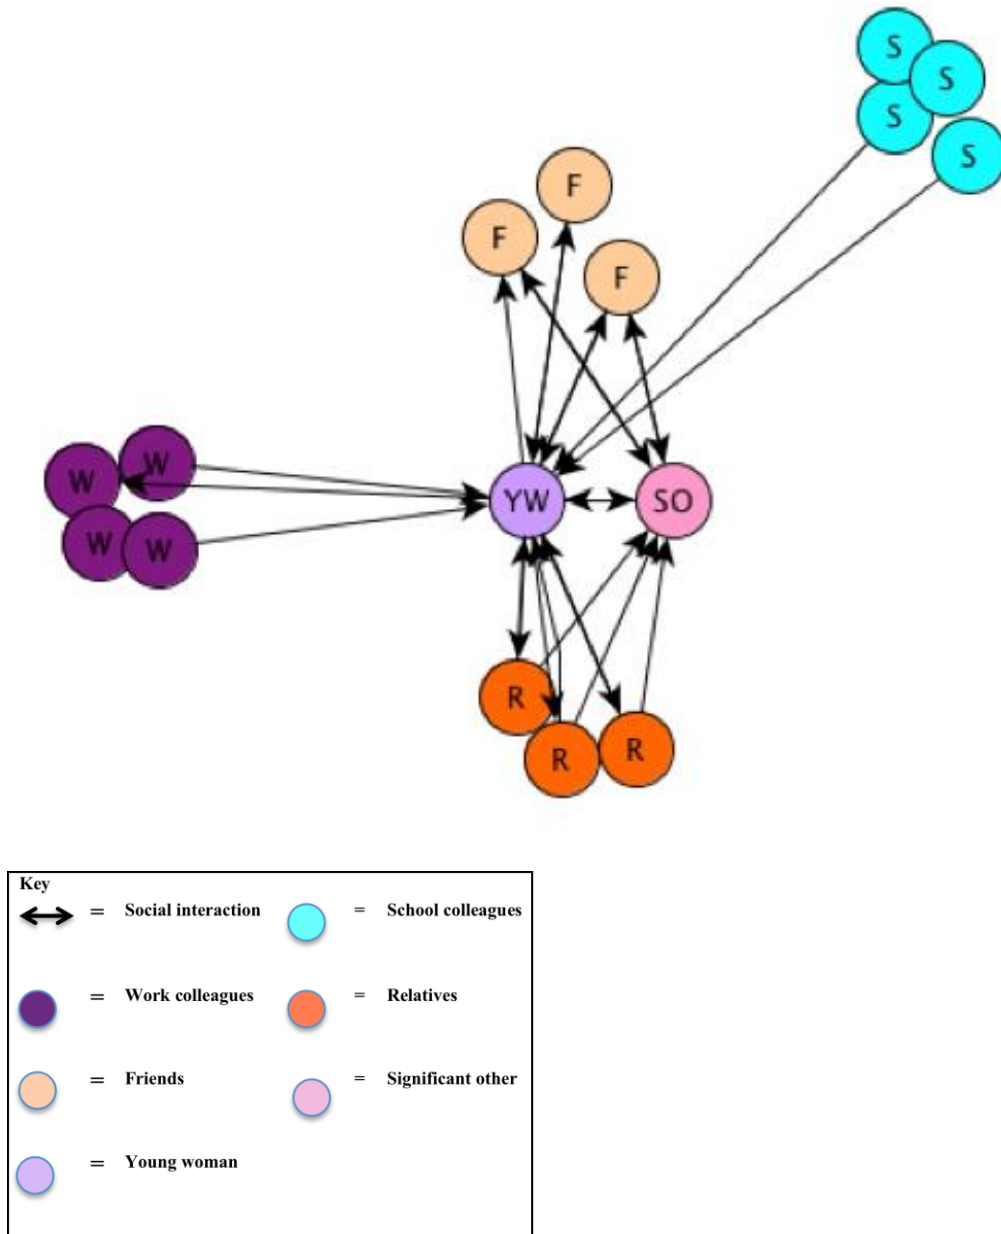 S
S
S
S
F
F
F
W
W
YW
SO
W
W
R
R
R
Key
= Social interaction = School colleagues
= Work colleagues = Relatives
= Friends = Significant other
= Young woman